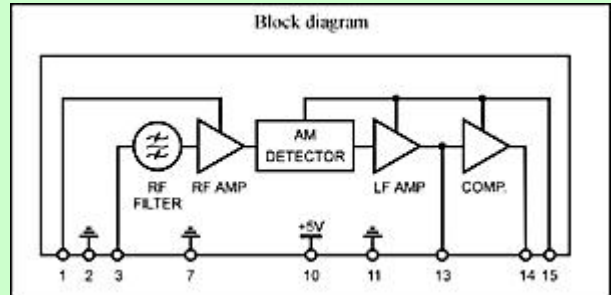 Block diagram
AM
DETECTOR
RF
FILTER
RF AMP
LF AMP
COMP.
+5V
1 2 3 7 10 11 13 14 15